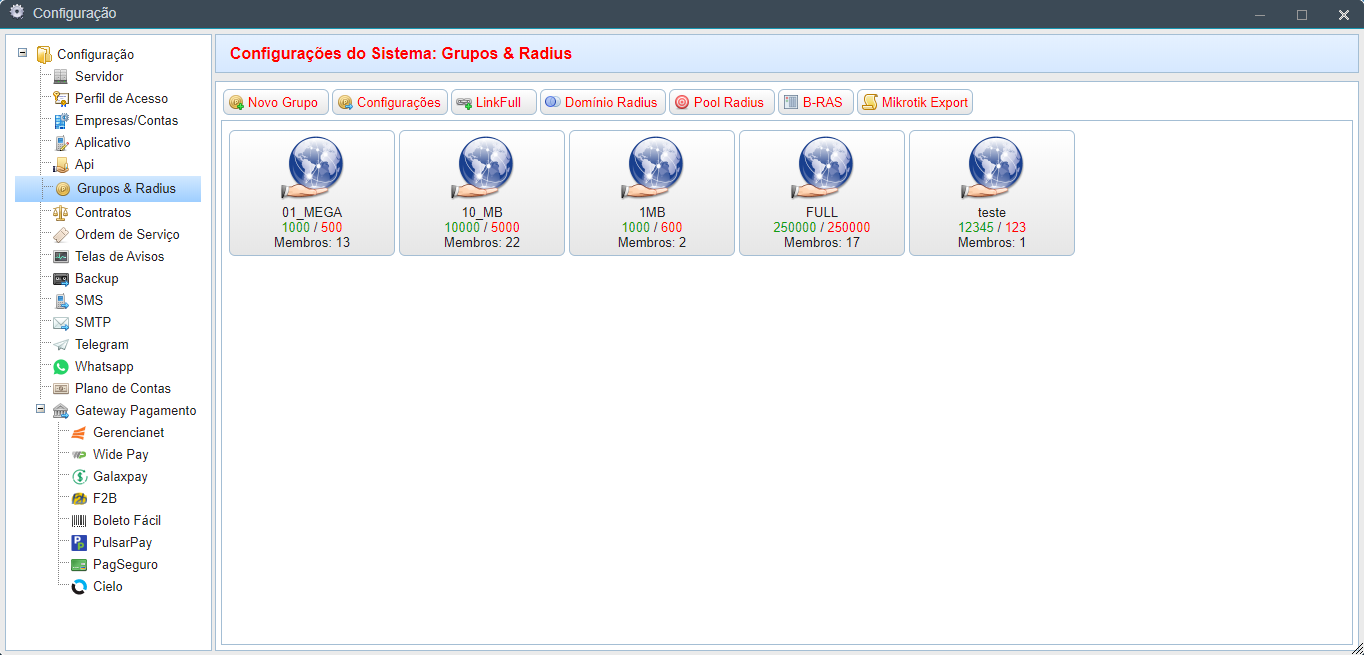 Configuração
Configuração
Servidor
Perfil de Acesso
Empresas/Contas
Aplicativo
Api
Grupos & Radius
Contratos
Ordem de Serviço
Telas de Avisos
Backup
SMS
SMTP
Telegram
Whatsapp
Plano de Contas
Gateway Pagamento
Gerencianet
Wide Pay
Galaxpay
F2B
Boleto Fácil
PulsarPay
PagSeguro
Cielo
Configurações do Sistema: Grupos & Radius
Novo Grupo Configurações LinkFull Domínio Radius Pool Radius B-RAS Mikrotik Export
01_MEGA
1000 / 500
Membros: 13
10_MB
10000 / 5000
Membros: 22
1MB
1000 / 600
Membros: 2
FULL
250000 / 250000
Membros: 17
teste
12345 / 123
Membros: 1